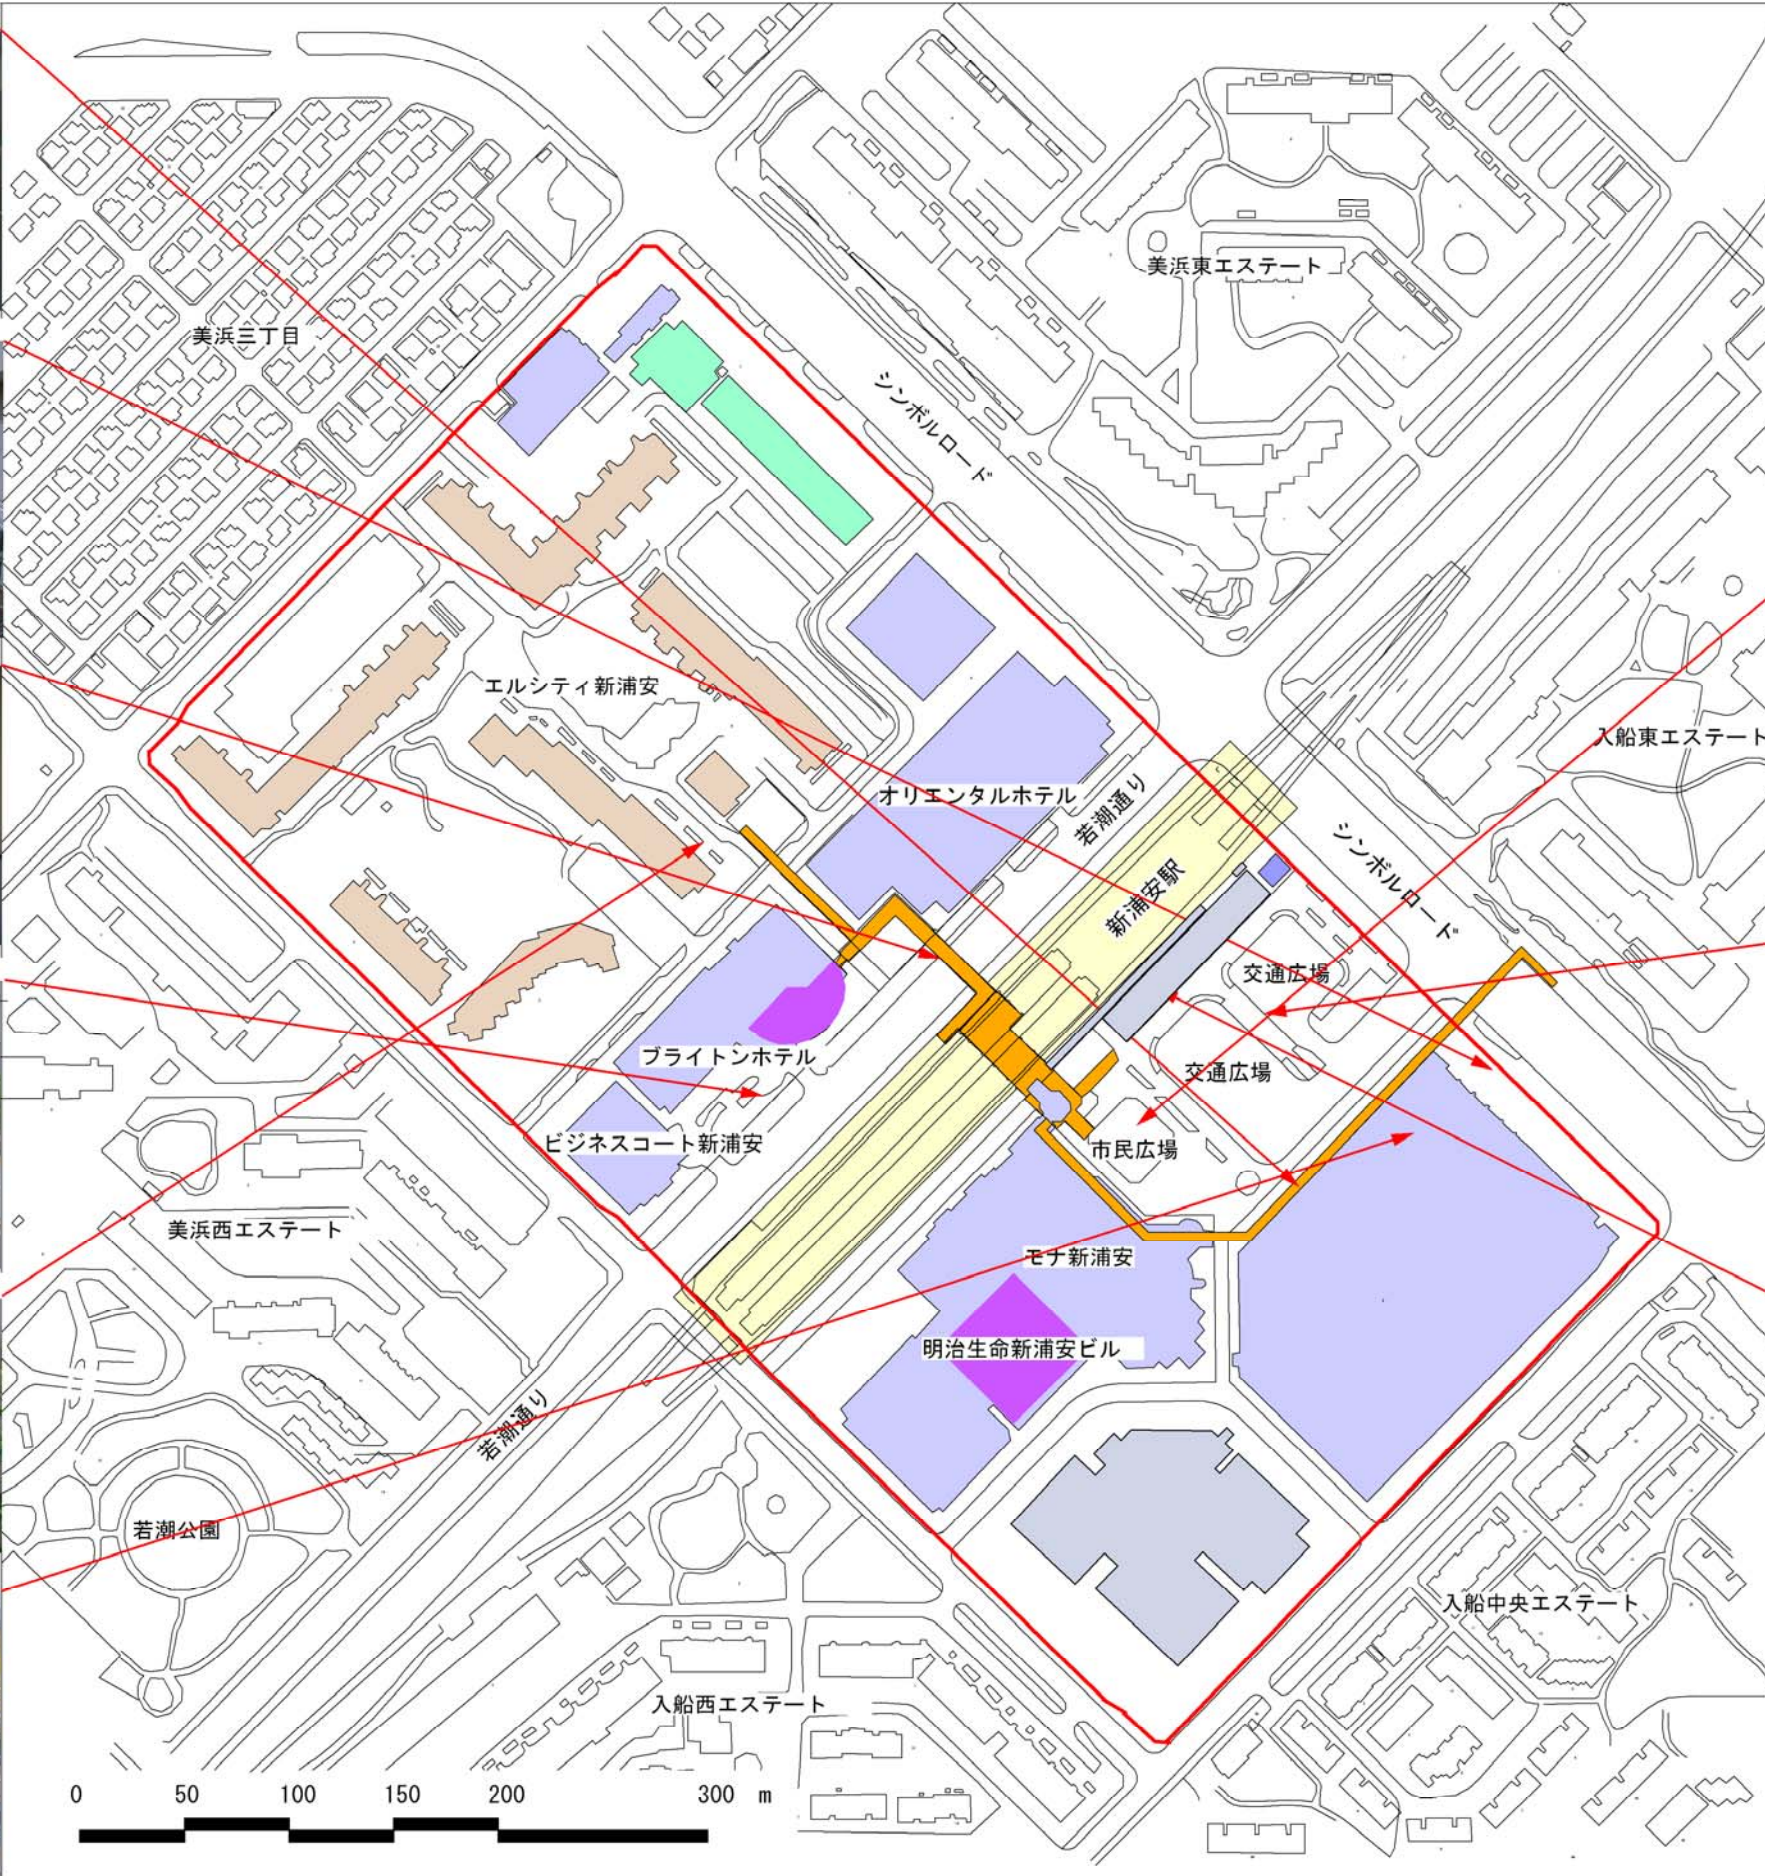 美浜東エステート
美浜三丁目
シンボルロード
エルシティ新浦安
入船東エステート
オリエンタルホテル
若潮通り
シンボルロード
新浦安駅
交通広場
ブライトンホテル
交通広場
ビジネスコート新浦安
市民広場
美浜西エステート
モナ新浦安
明治生命新浦安ビル
若潮通り
若潮公園
入船中央エステート
入船西エステート
0 50 100 150 200 300 m